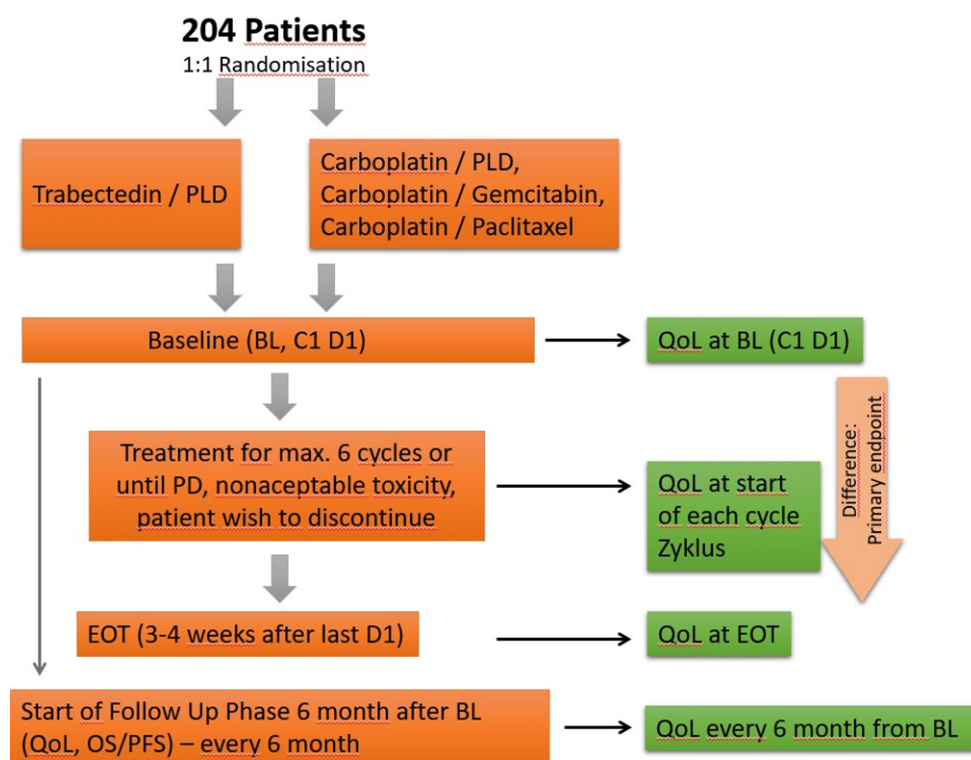 204 Patients
1:1 Randomisation
Trabectedin / PLD
Carboplatin / PLD,
Carboplatin / Gemcitabin,
Carboplatin / Paclitaxel
Baseline (BL, C1 D1)
QoL at BL (C1 D1)
Treatment for max. 6 cycles or
until PD, nonaceptable toxicity,
patient wish to discontinue
QoL at start
of each cycle
Zyklus
Difference:
Primary endpoint
EOT (3-4 weeks after last D1)
QoL at EOT
Start of Follow Up Phase 6 month after BL
(QoL, OS/PFS) – every 6 month
QoL every 6 month from BL